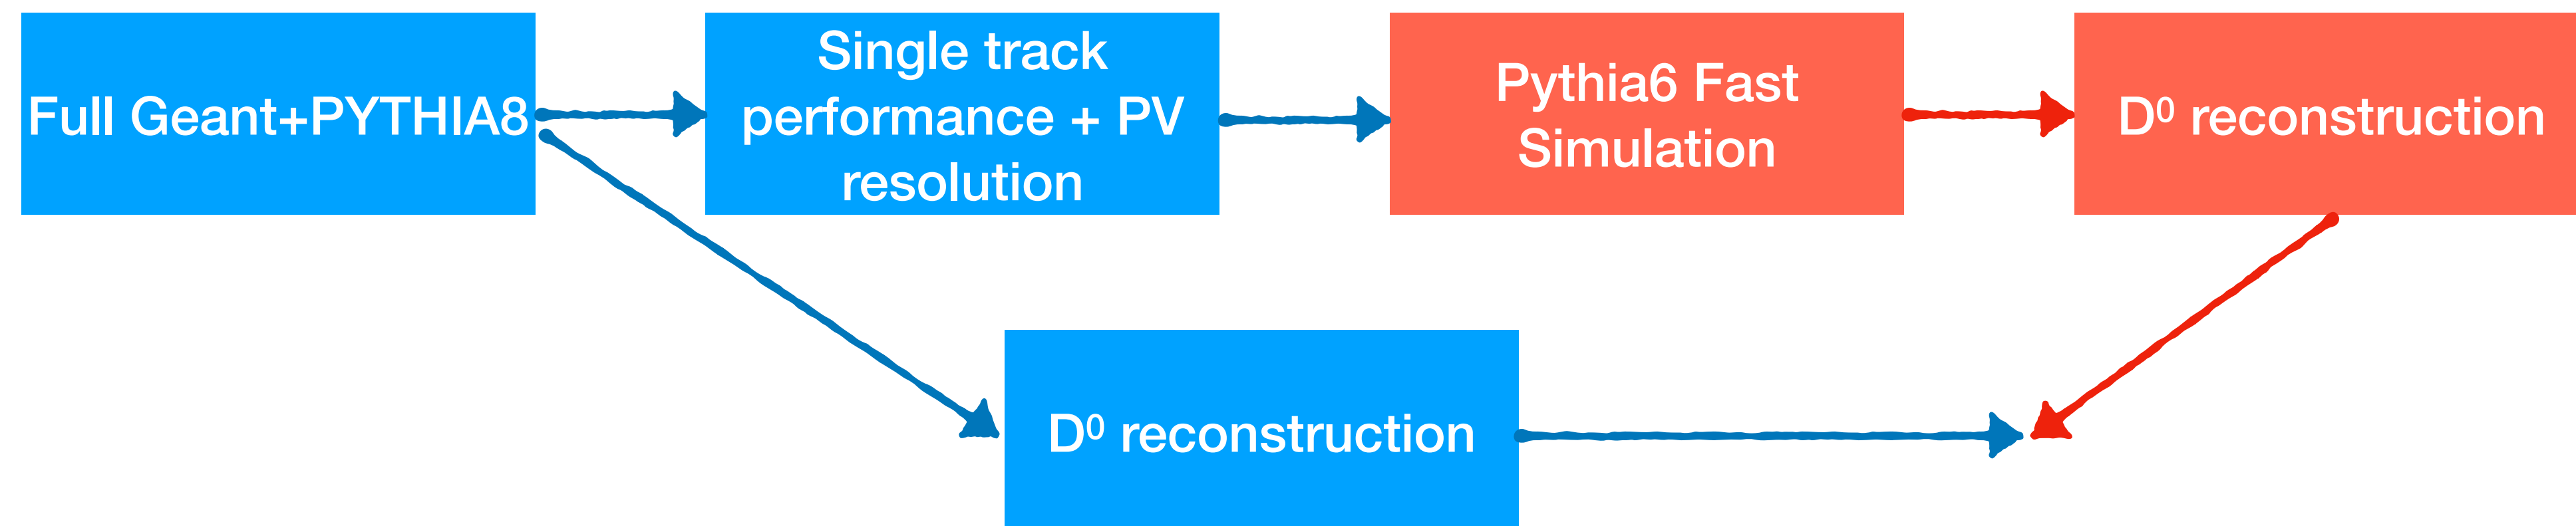 Full Geant+PYTHIA8
Single track
performance + PV
resolution
Pythia6 Fast
Simulation
D⁰ reconstruction
D⁰ reconstruction